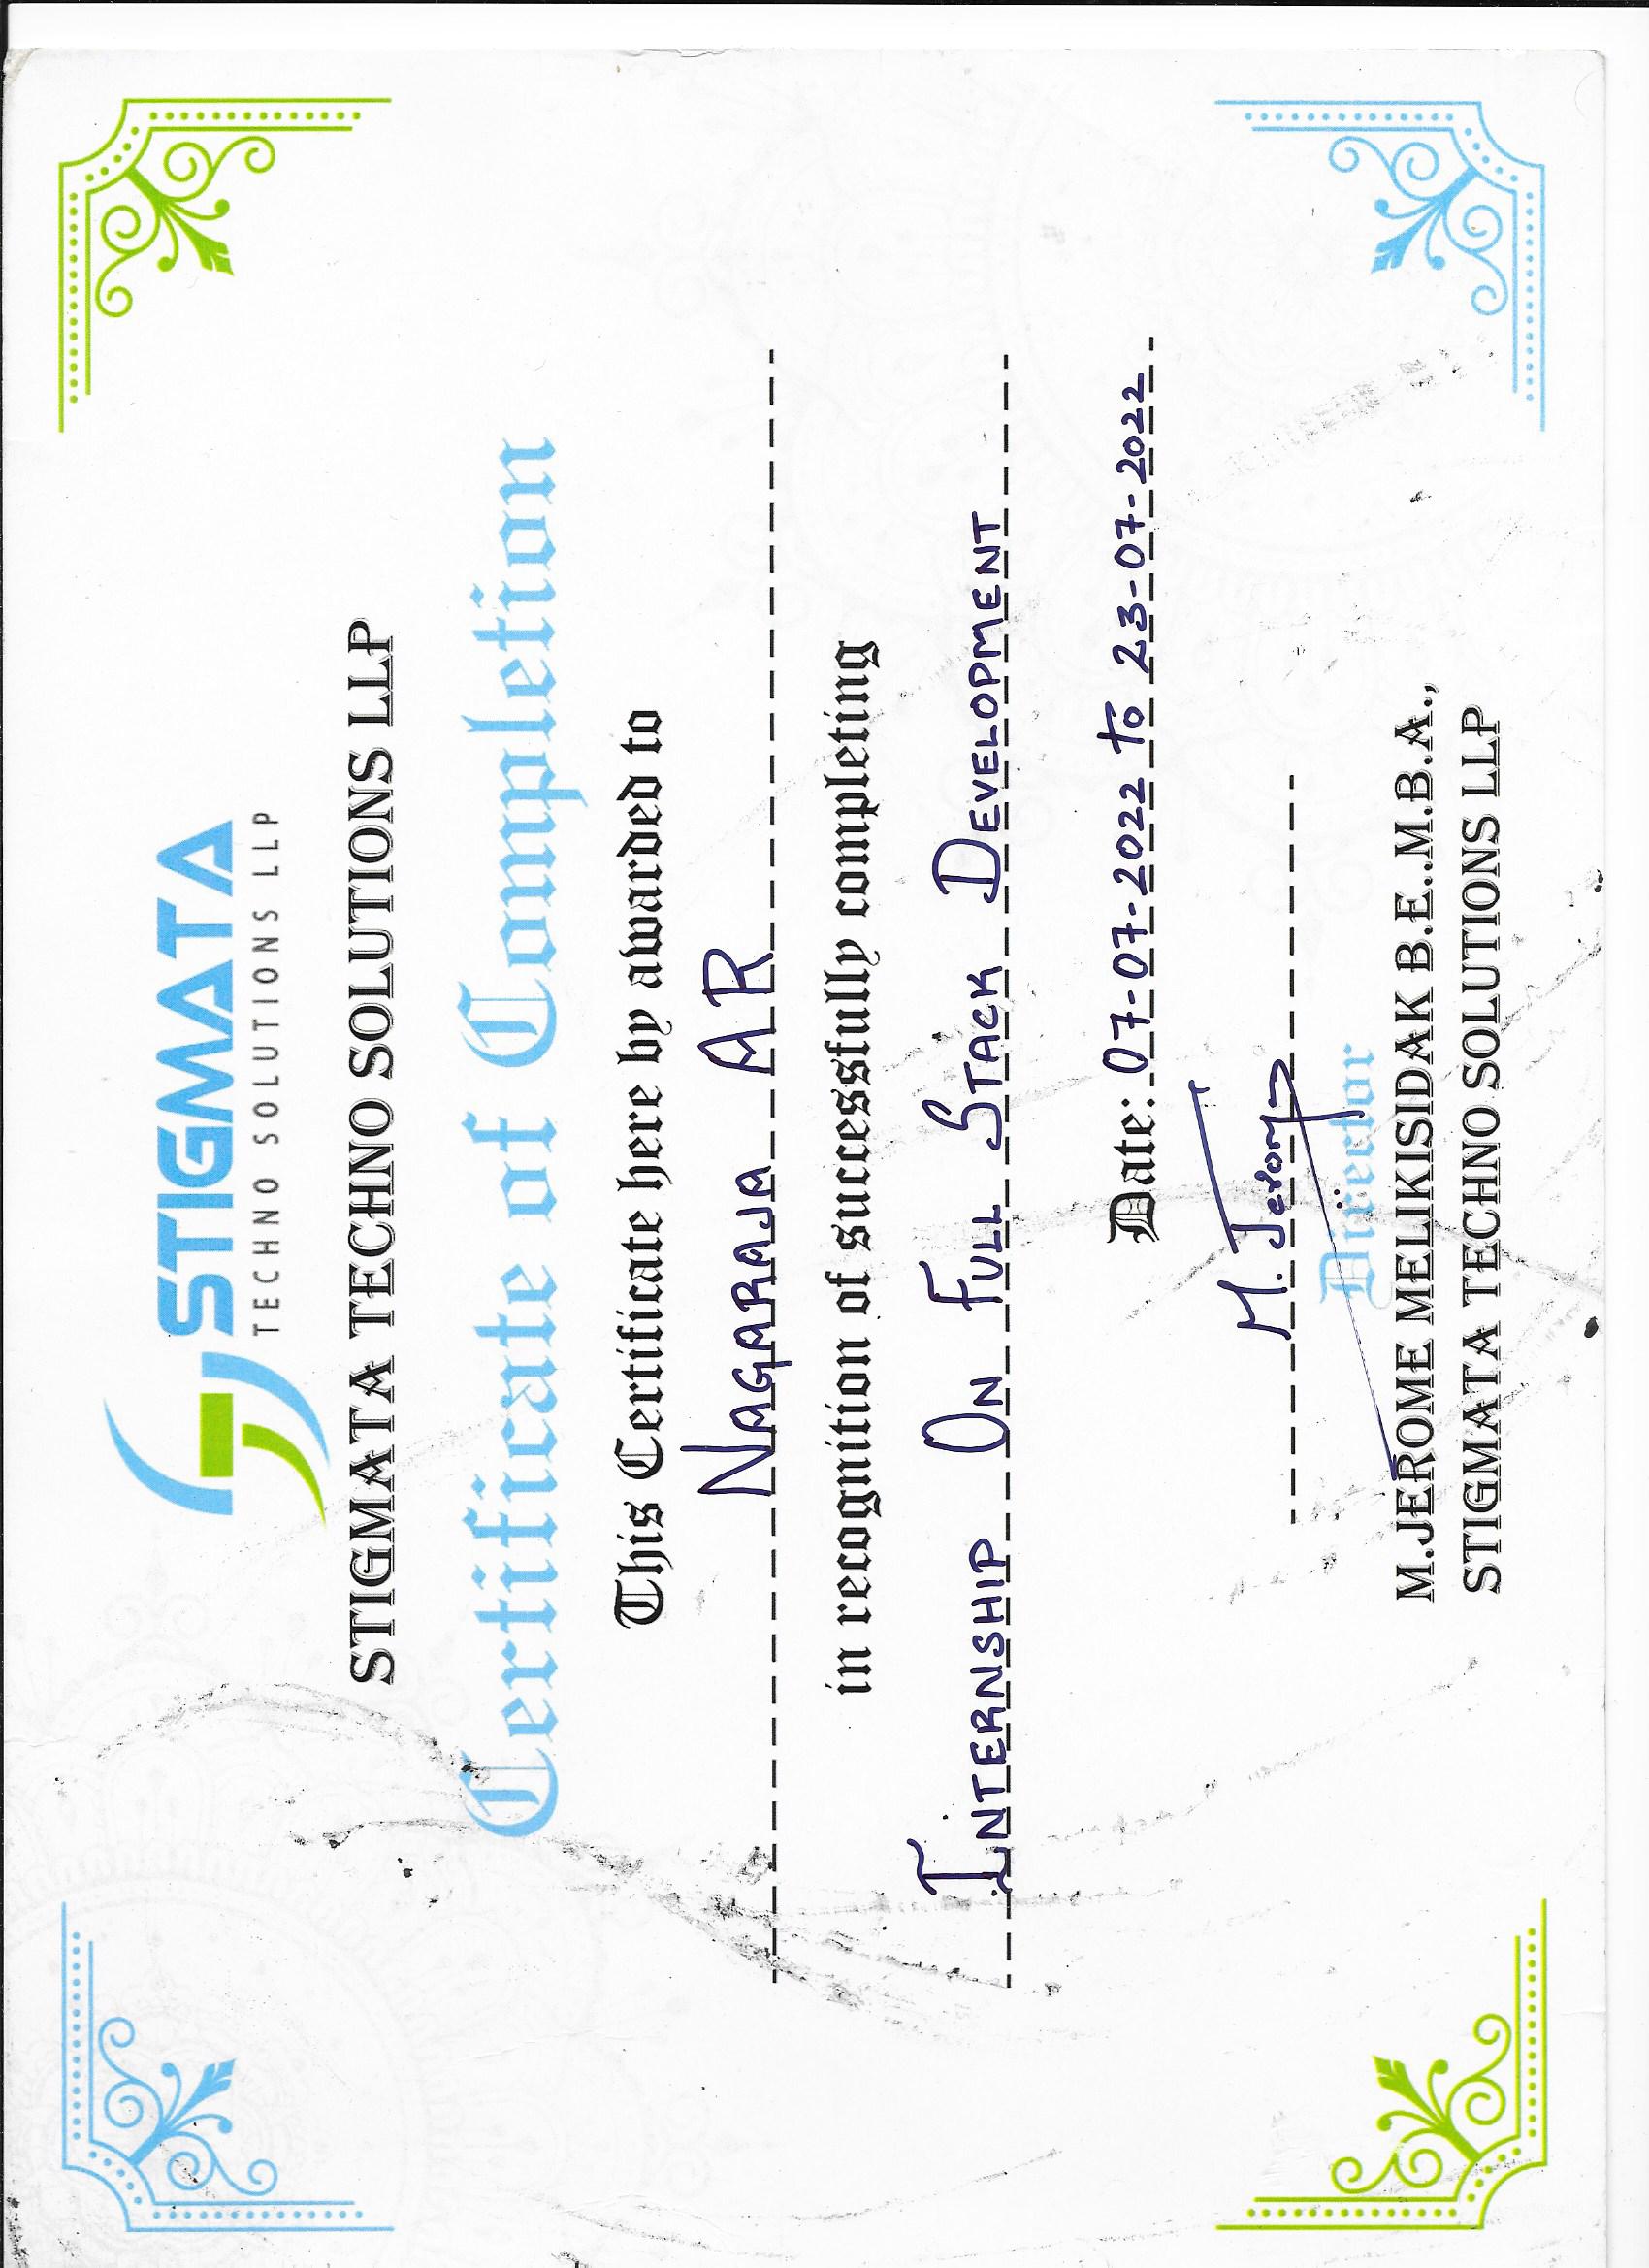 STIGMATA
TECHNO SOLUTIONS LLP
STIGMATA TECHNO SOLUTIONS LLP
Certificate of Completion
This Certificate here by awarded to
NAGARAJA AR
in recognition of successfully completing
INTERNSHIP ON FULL STACK DEVELOPMENT
Date: 07-07-2022 to 23-07-2022
M. Jerome
Director
M.JEROME MELIKISIDAK B.E..M.B.A.,
STIGMATA TECHNO SOLUTIONS LLP